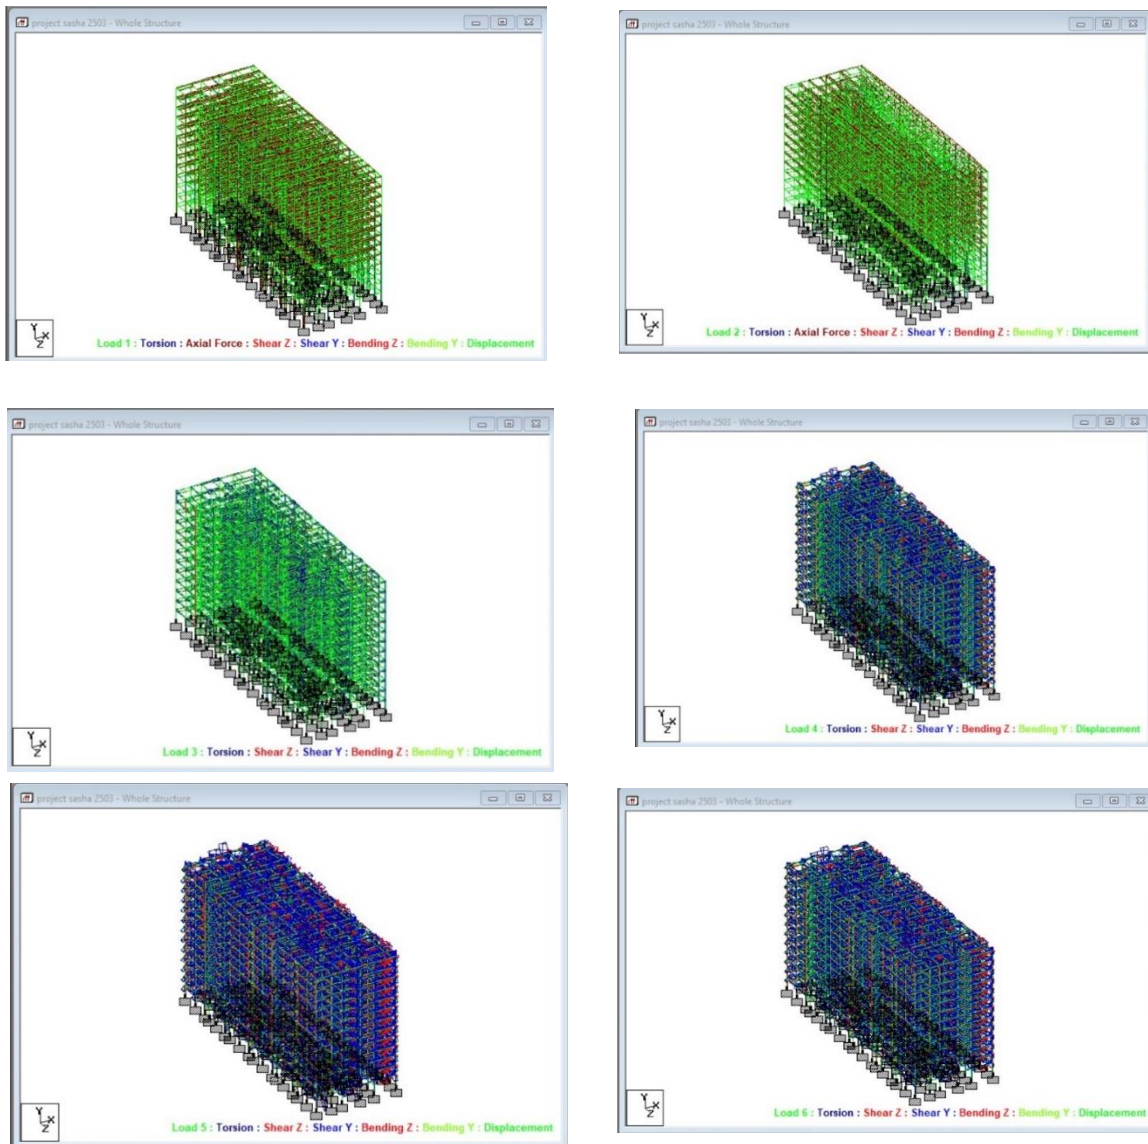 project sasha 2503 - Whole Structure
Y
X
Z
Load 1 : Torsion : Axial Force : Shear Z : Shear Y : Bending Z : Bending Y : Displacement
project sasha 2503 - Whole Structure
Y
X
Z
Load 2 : Torsion : Axial Force : Shear Z : Shear Y : Bending Z : Bending Y : Displacement
project sasha 2503 - Whole Structure
Y
X
Z
Load 3 : Torsion : Shear Z : Shear Y : Bending Z : Bending Y : Displacement
project sasha 2503 - Whole Structure
Y
X
Z
Load 4 : Torsion : Shear Z : Shear Y : Bending Z : Bending Y : Displacement
project sasha 2503 - Whole Structure
Y
X
Z
Load 5 : Torsion : Shear Z : Shear Y : Bending Z : Bending Y : Displacement
project sasha 2503 - Whole Structure
Y
X
Z
Load 6 : Torsion : Shear Z : Shear Y : Bending Z : Bending Y : Displacement